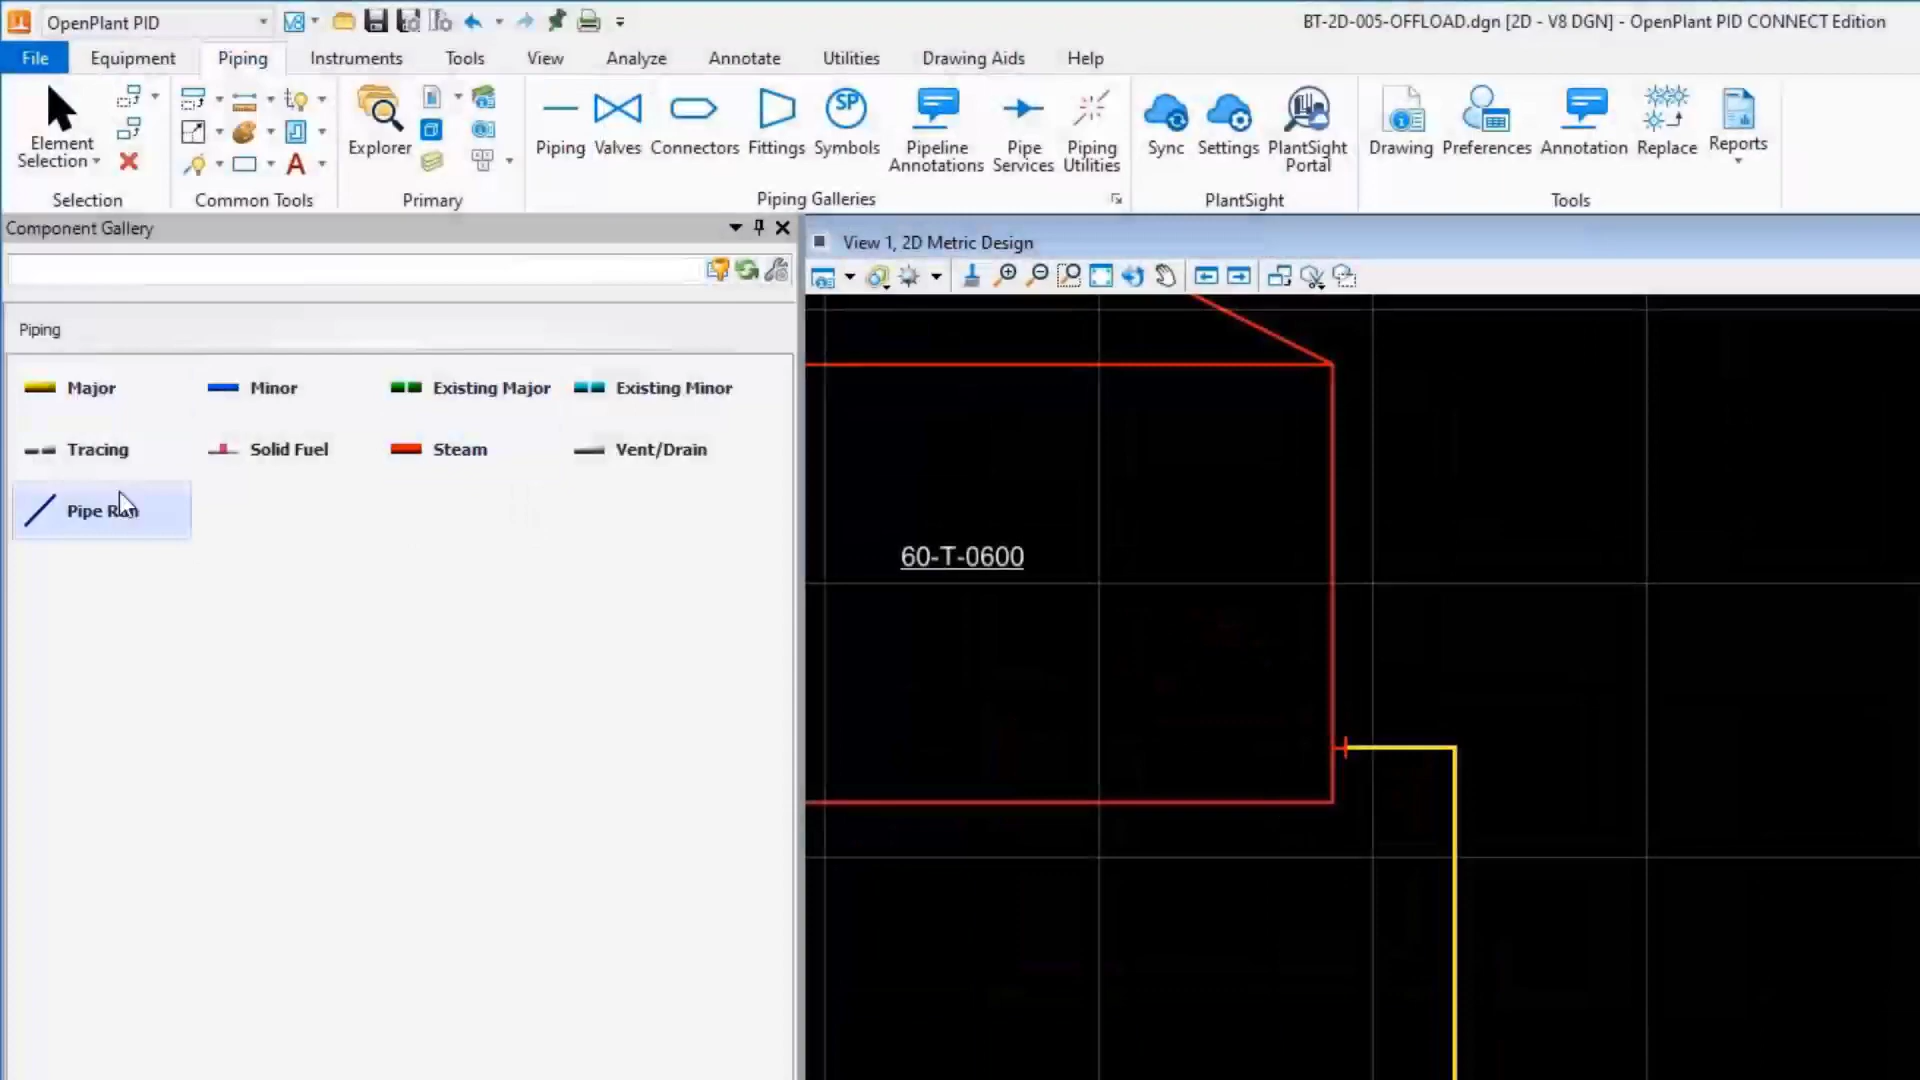 OpenPlant PID
V8
BT-2D-005-OFFLOAD.dgn [2D - V8 DGN] - OpenPlant PID CONNECT Edition
File Equipment Piping Instruments Tools View Analyze Annotate Utilities Drawing Aids Help
Element Selection
Explorer
Piping Valves Connectors Fittings SP Symbols Pipeline Annotations Pipe Services Piping Utilities
Sync Settings PlantSight Portal
Drawing Preferences Annotation Replace Reports
Selection Common Tools Primary Piping Galleries PlantSight Tools
Component Gallery
View 1, 2D Metric Design
Piping
Major Minor Existing Major Existing Minor
Tracing Solid Fuel Steam Vent/Drain
Pipe Run
60-T-0600